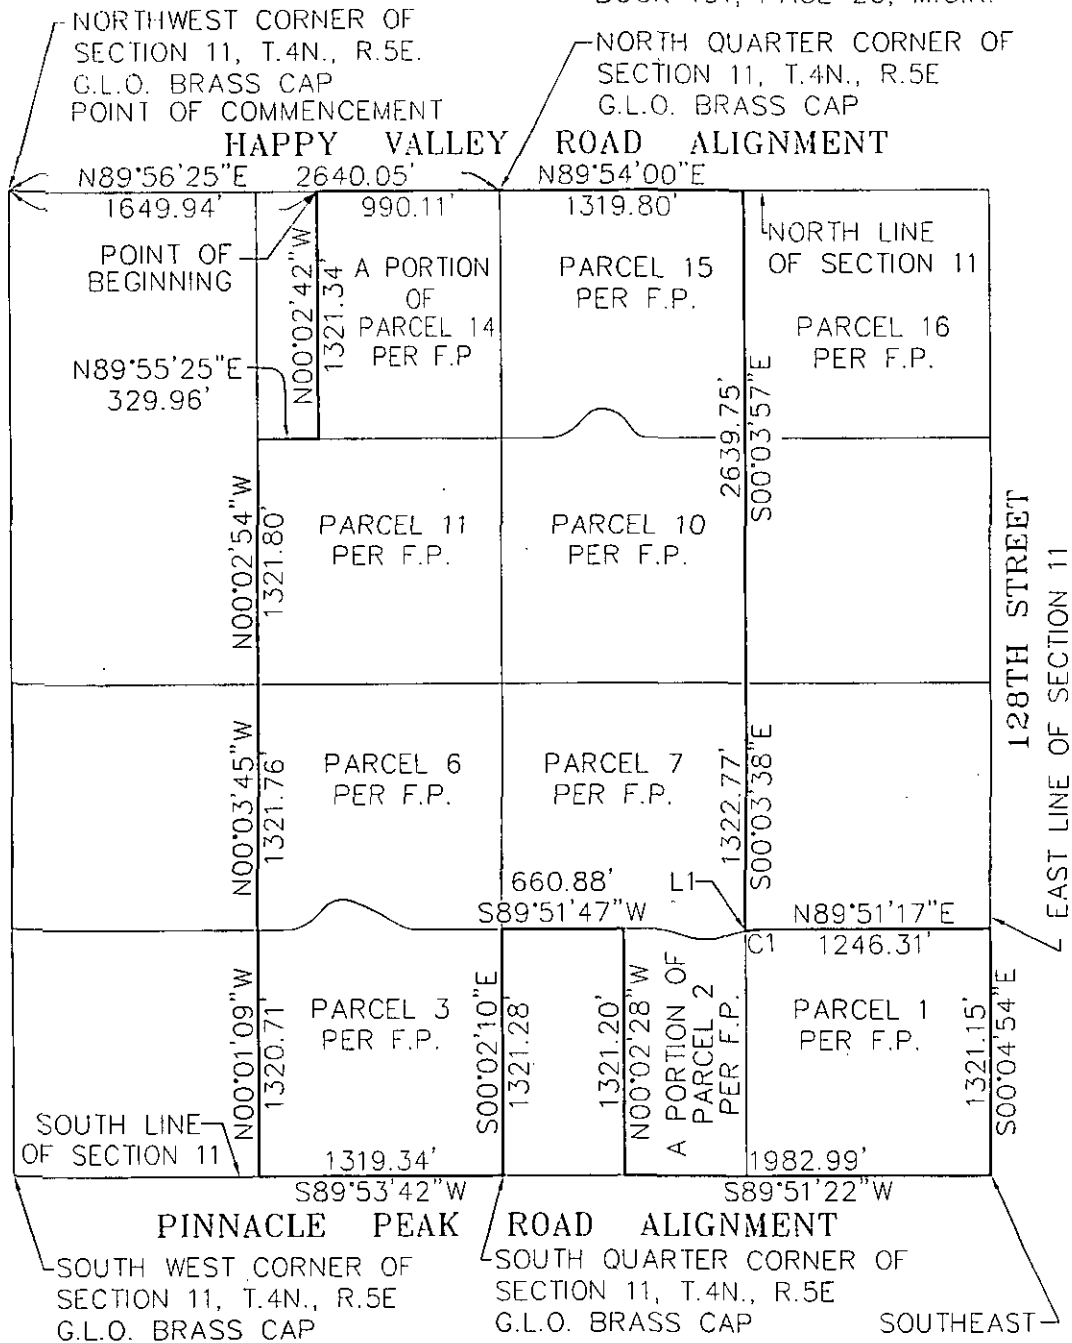 NORTHWEST CORNER OF
SECTION 11, T.4N., R.5E.
G.L.O. BRASS CAP
POINT OF COMMENCEMENT
NORTH QUARTER CORNER OF
SECTION 11, T.4N., R.5E
G.L.O. BRASS CAP
HAPPY VALLEY ROAD ALIGNMENT
N89°56'25"E 2640.05'
N89°54'00"E
1649.94'
990.11'
1319.80'
POINT OF
BEGINNING
N00°02'42"W
1321.34'
A PORTION
OF
PARCEL 14
PER F.P
PARCEL 15
PER F.P.
NORTH LINE
OF SECTION 11
PARCEL 16
PER F.P.
N89°55'25"E
329.96'
2639.75'
S00°03'57"E
N00°02'54"W
1321.80'
PARCEL 11
PER F.P.
PARCEL 10
PER F.P.
128TH STREET
EAST LINE OF SECTION 11
N00°03'45"W
1321.76'
PARCEL 6
PER F.P.
PARCEL 7
PER F.P.
1322.77'
S00°03'38"E
660.88'
S89°51'47"W
L1
C1
N89°51'17"E
1246.31'
N00°01'09"W
1320.71'
PARCEL 3
PER F.P.
S00°02'10"E
1321.28'
1321.20'
N00°02'28"W
A PORTION OF
PARCEL 2
PER F.P.
PARCEL 1
PER F.P.
1321.15'
S00°04'54"E
SOUTH LINE
OF SECTION 11
1319.34'
S89°53'42"W
1982.99'
S89°51'22"W
PINNACLE PEAK ROAD ALIGNMENT
SOUTH WEST CORNER OF
SECTION 11, T.4N., R.5E
G.L.O. BRASS CAP
SOUTH QUARTER CORNER OF
SECTION 11, T.4N., R.5E
G.L.O. BRASS CAP
SOUTHEAST